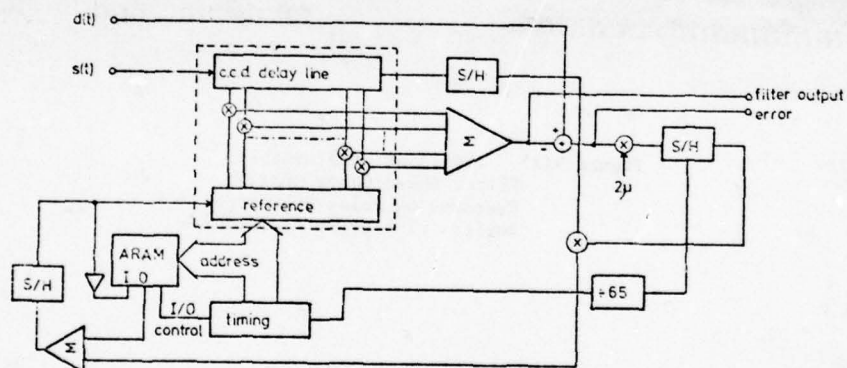 d(t)
s(t)
c.c.d. delay line
S/H
filter output
error
Σ
+
-
S/H
2μ
reference
ARAM
I O
address
S/H
I/O
control
timing
÷65
Σ